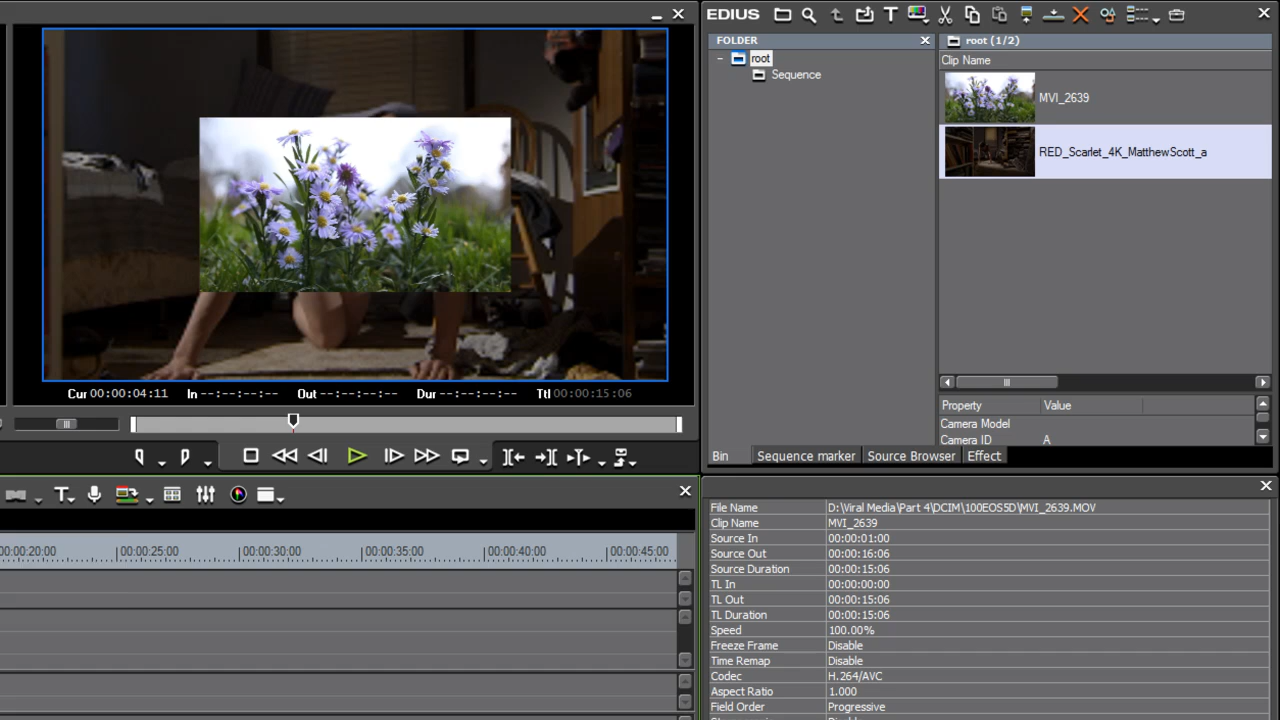 EDIUS
FOLDER
root (1/2)
root
Clip Name
Sequence
MVI_2639
RED_Scarlet_4K_MatthewScott_a
Cur 00:00:04:11 In --:--:--:-- Out --:--:--:-- Dur --:--:--:-- Ttl 00:00:15:06
Property Value
Camera Model
Camera ID A
Bin Sequence marker Source Browser Effect
00:00:20:00 00:00:25:00 00:00:30:00 00:00:35:00 00:00:40:00 00:00:45:00
File Name D:\Viral Media\Part 4\DCIM\100EOS5D\MVI_2639.MOV
Clip Name MVI_2639
Source In 00:00:01:00
Source Out 00:00:16:06
Source Duration 00:00:15:06
TL In 00:00:00:00
TL Out 00:00:15:06
TL Duration 00:00:15:06
Speed 100.00%
Freeze Frame Disable
Time Remap Disable
Codec H.264/AVC
Aspect Ratio 1.000
Field Order Progressive